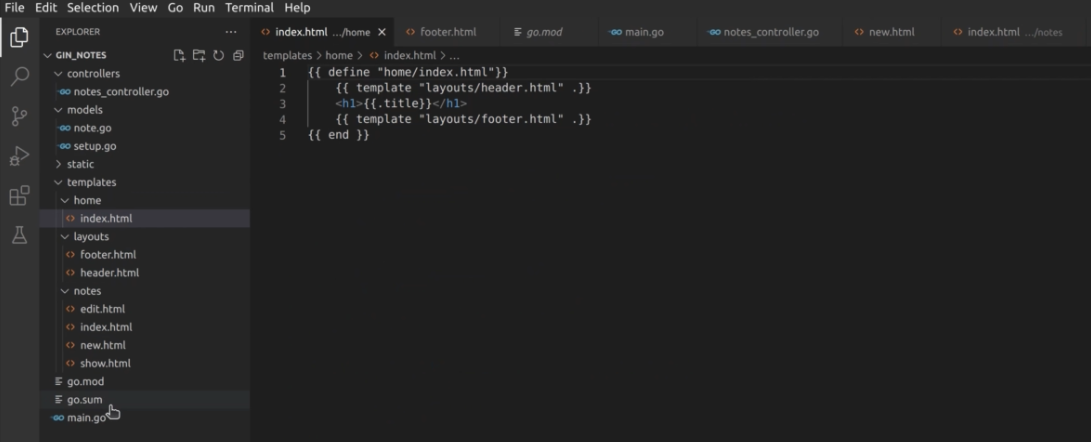 File Edit Selection View Go Run Terminal Help
EXPLORER
GIN_NOTES
controllers
notes_controller.go
models
note.go
setup.go
static
templates
home
index.html
layouts
footer.html
header.html
notes
edit.html
index.html
new.html
show.html
go.mod
go.sum
main.go
index.html .../home footer.html go.mod main.go notes_controller.go new.html index.html .../notes
templates > home > index.html > ...
1 {{ define "home/index.html"}}
2 {{ template "layouts/header.html" .}}
3 <h1>{{.title}}</h1>
4 {{ template "layouts/footer.html" .}}
5 {{ end }}